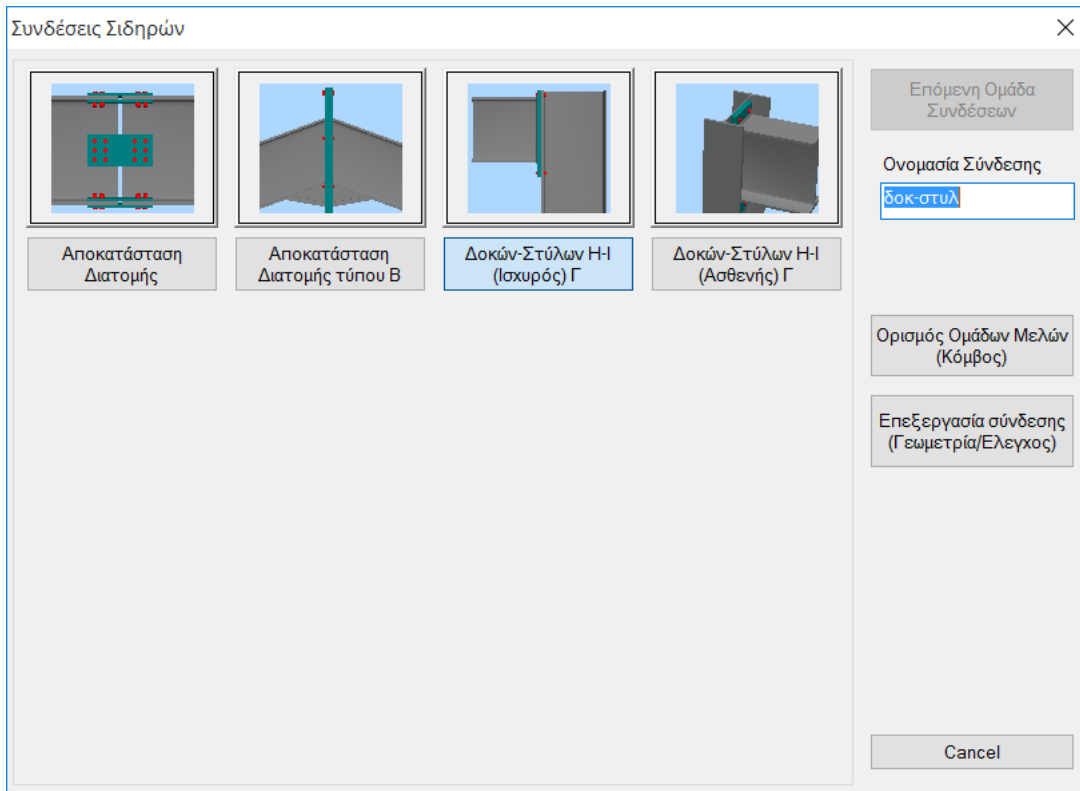 Συνδέσεις Σιδηρών
Αποκατάσταση
Διατομής
Αποκατάσταση
Διατομής τύπου Β
Δοκών-Στύλων Η-Ι
(Ισχυρός) Γ
Δοκών-Στύλων Η-Ι
(Ασθενής) Γ
Επόμενη Ομάδα
Συνδέσεων
Ονομασία Σύνδεσης
δοκ-στυλ
Ορισμός Ομάδων Μελών
(Κόμβος)
Επεξεργασία σύνδεσης
(Γεωμετρία/Ελεγχος)
Cancel